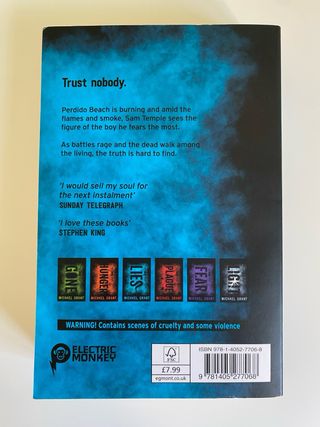 Trust nobody.
Perdido Beach is burning and amid the
flames and smoke, Sam Temple sees the
figure of the boy he fears the most.
As battles rage and the dead walk among
the living, the truth is hard to find.
'I would sell my soul for
the next instalment'
SUNDAY TELEGRAPH
'I love these books'
STEPHEN KING
GONE HUNGER LIES PLAGUE FEAR LIGHT
MICHAEL GRANT MICHAEL GRANT MICHAEL GRANT MICHAEL GRANT MICHAEL GRANT MICHAEL GRANT
WARNING! Contains scenes of cruelty and some violence
ELECTRIC
MONKEY
FSC
£7.99
egmont.co.uk
ISBN 978-1-4052-7706-8
9 781405 277068